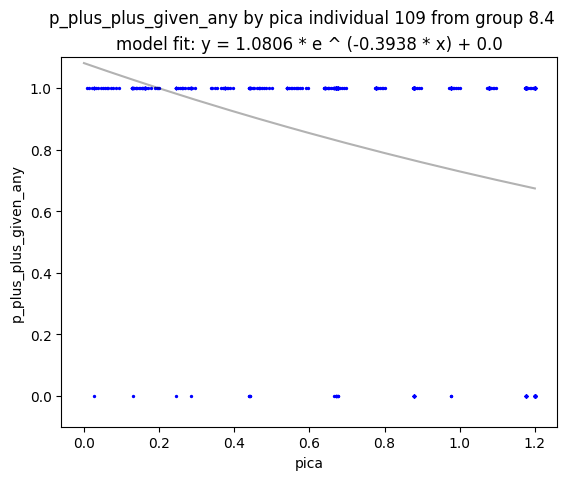 p_plus_plus_given_any by pica individual 109 from group 8.4
model fit: y = 1.0806 * e ^ (-0.3938 * x) + 0.0
p_plus_plus_given_any
1.0
0.8
0.6
0.4
0.2
0.0
0.0 0.2 0.4 0.6 0.8 1.0 1.2
pica